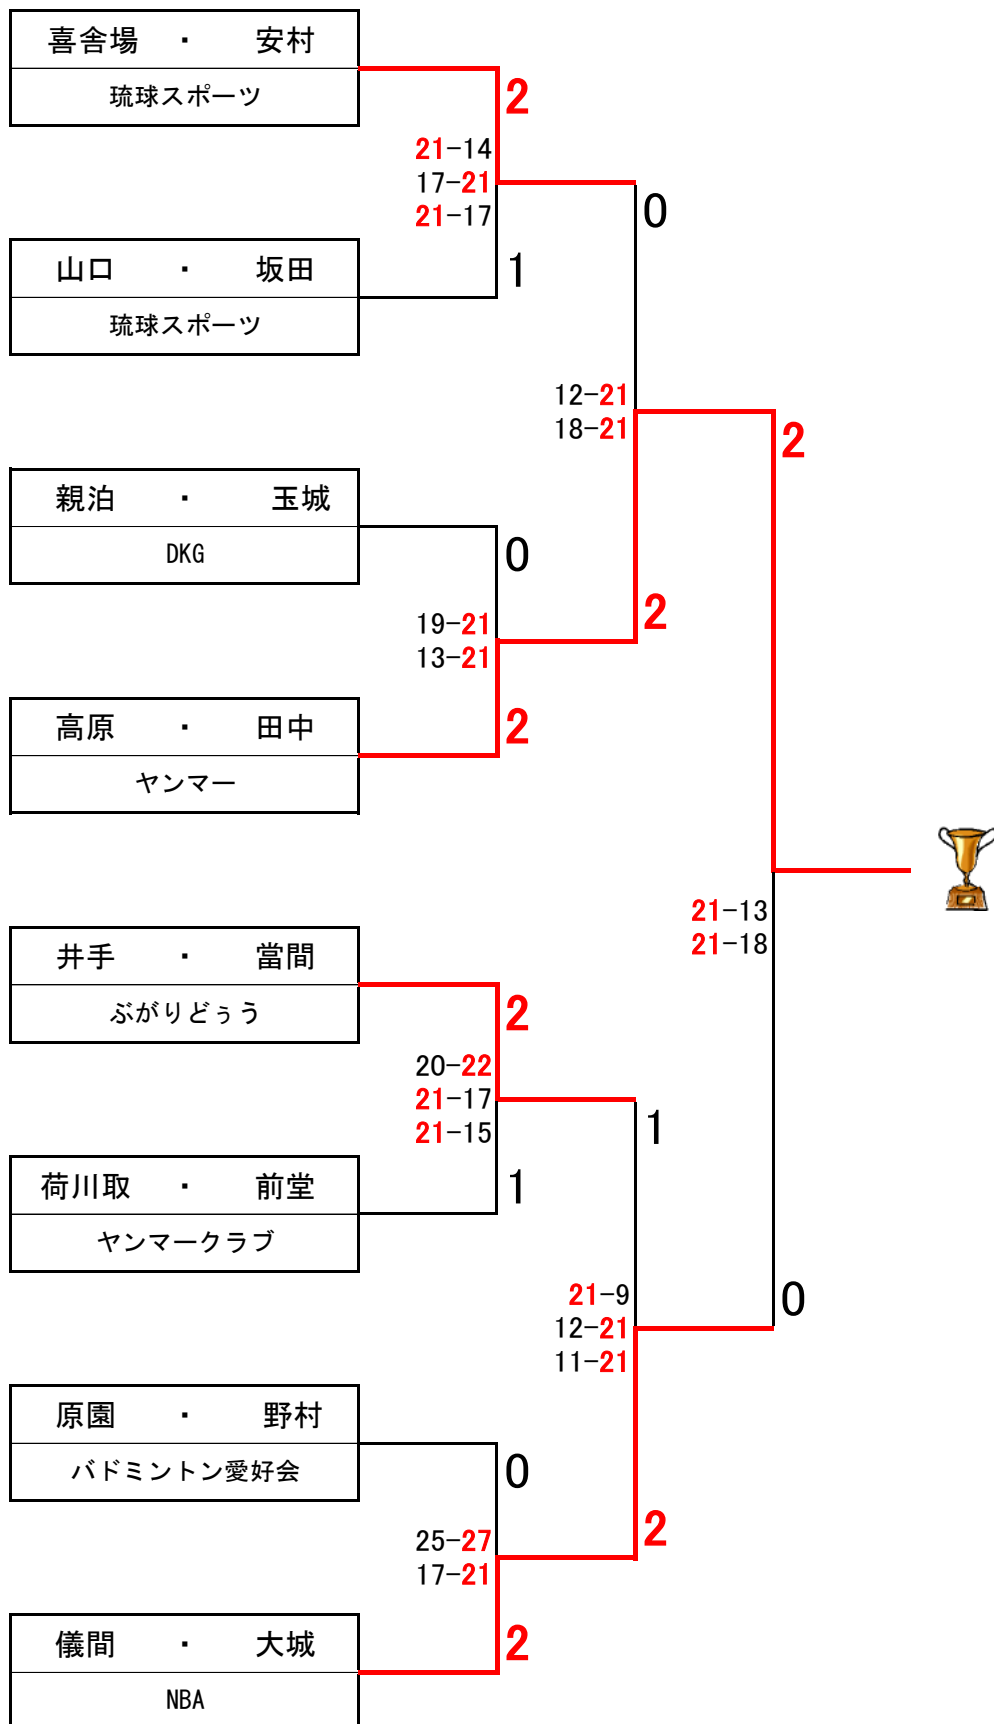 喜舎場 ・ 安村
琉球スポーツ
2
21-14
17-21
21-17
0
山口 ・ 坂田
1
琉球スポーツ
12-21
18-21
2
親泊 ・ 玉城
DKG
0
19-21
13-21
2
高原 ・ 田中
2
ヤンマー
21-13
21-18
井手 ・ 當間
ぶがりどぅう
2
20-22
21-17
21-15
1
荷川取 ・ 前堂
1
ヤンマークラブ
21-9
12-21
11-21
0
原園 ・ 野村
バドミントン愛好会
0
25-27
17-21
2
儀間 ・ 大城
2
NBA